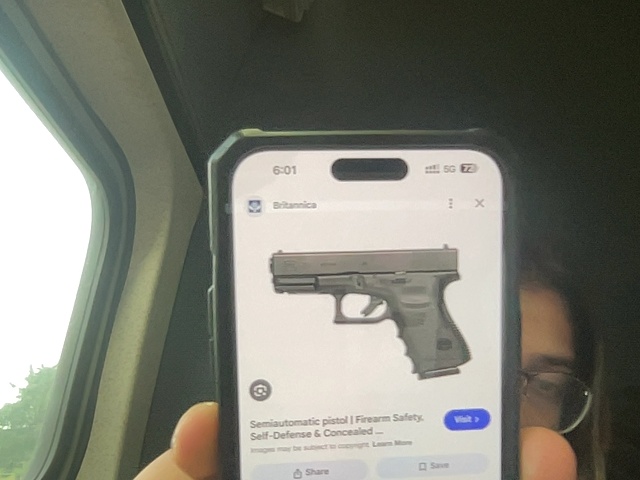 6:01 5G 72
Britannica
Semiautomatic pistol | Firearm Safety,
Self-Defense & Concealed ...
Visit >
Images may be subject to copyright. Learn More
Share
Save